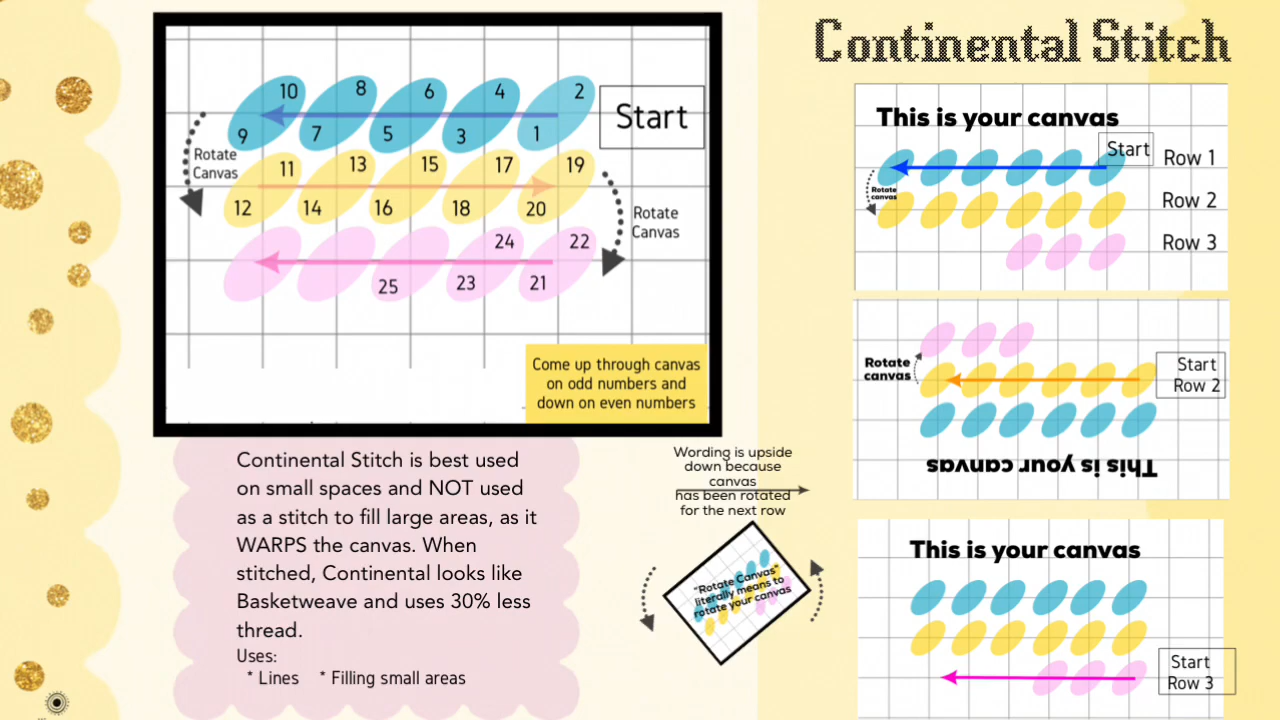 Continental Stitch
10 8 6 4 2
Start
9 7 5 3 1
Rotate
Canvas
11 13 15 17 19
12 14 16 18 20
Rotate
Canvas
24 22
25 23 21
Come up through canvas
on odd numbers and
down on even numbers
Continental Stitch is best used
on small spaces and NOT used
as a stitch to fill large areas, as it
WARPS the canvas. When
stitched, Continental looks like
Basketweave and uses 30% less
thread.
Uses:
* Lines * Filling small areas
Wording is upside
down because
canvas
has been rotated
for the next row
"Rotate Canvas"
literally means to
rotate your canvas
This is your canvas
Start
Row 1
Rotate
canvas
Row 2
Row 3
Rotate
canvas
Start
Row 2
This is your canvas
This is your canvas
Start
Row 3